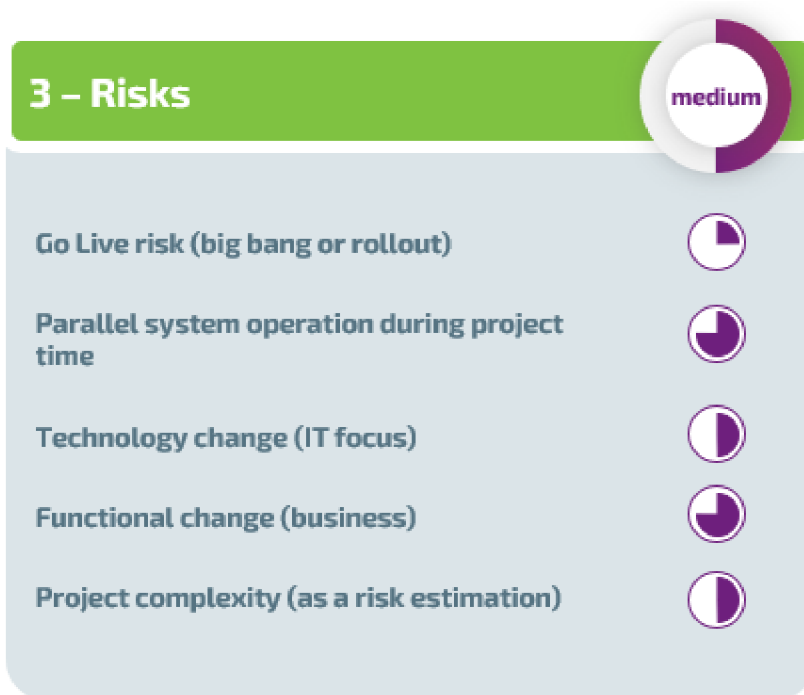 3 – Risks
medium
Go Live risk (big bang or rollout)
Parallel system operation during project
time
Technology change (IT focus)
Functional change (business)
Project complexity (as a risk estimation)